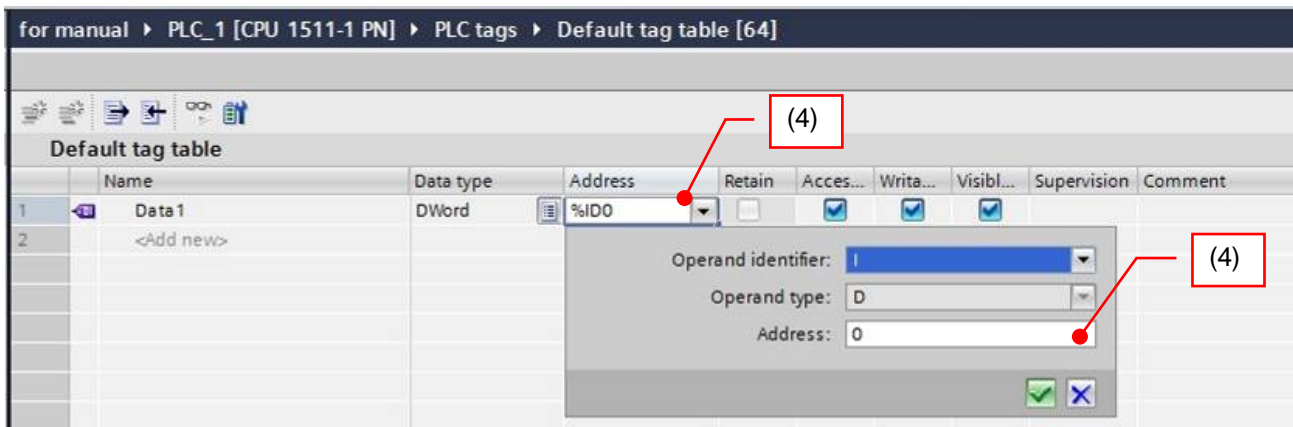 for manual ▸ PLC_1 [CPU 1511-1 PN] ▸ PLC tags ▸ Default tag table [64]
(4)
Default tag table
Name Data type Address Retain Acces... Writa... Visibl... Supervision Comment
1 Data1 DWord %ID0
2 <Add new>
Operand identifier: I
(4)
Operand type: D
Address: 0